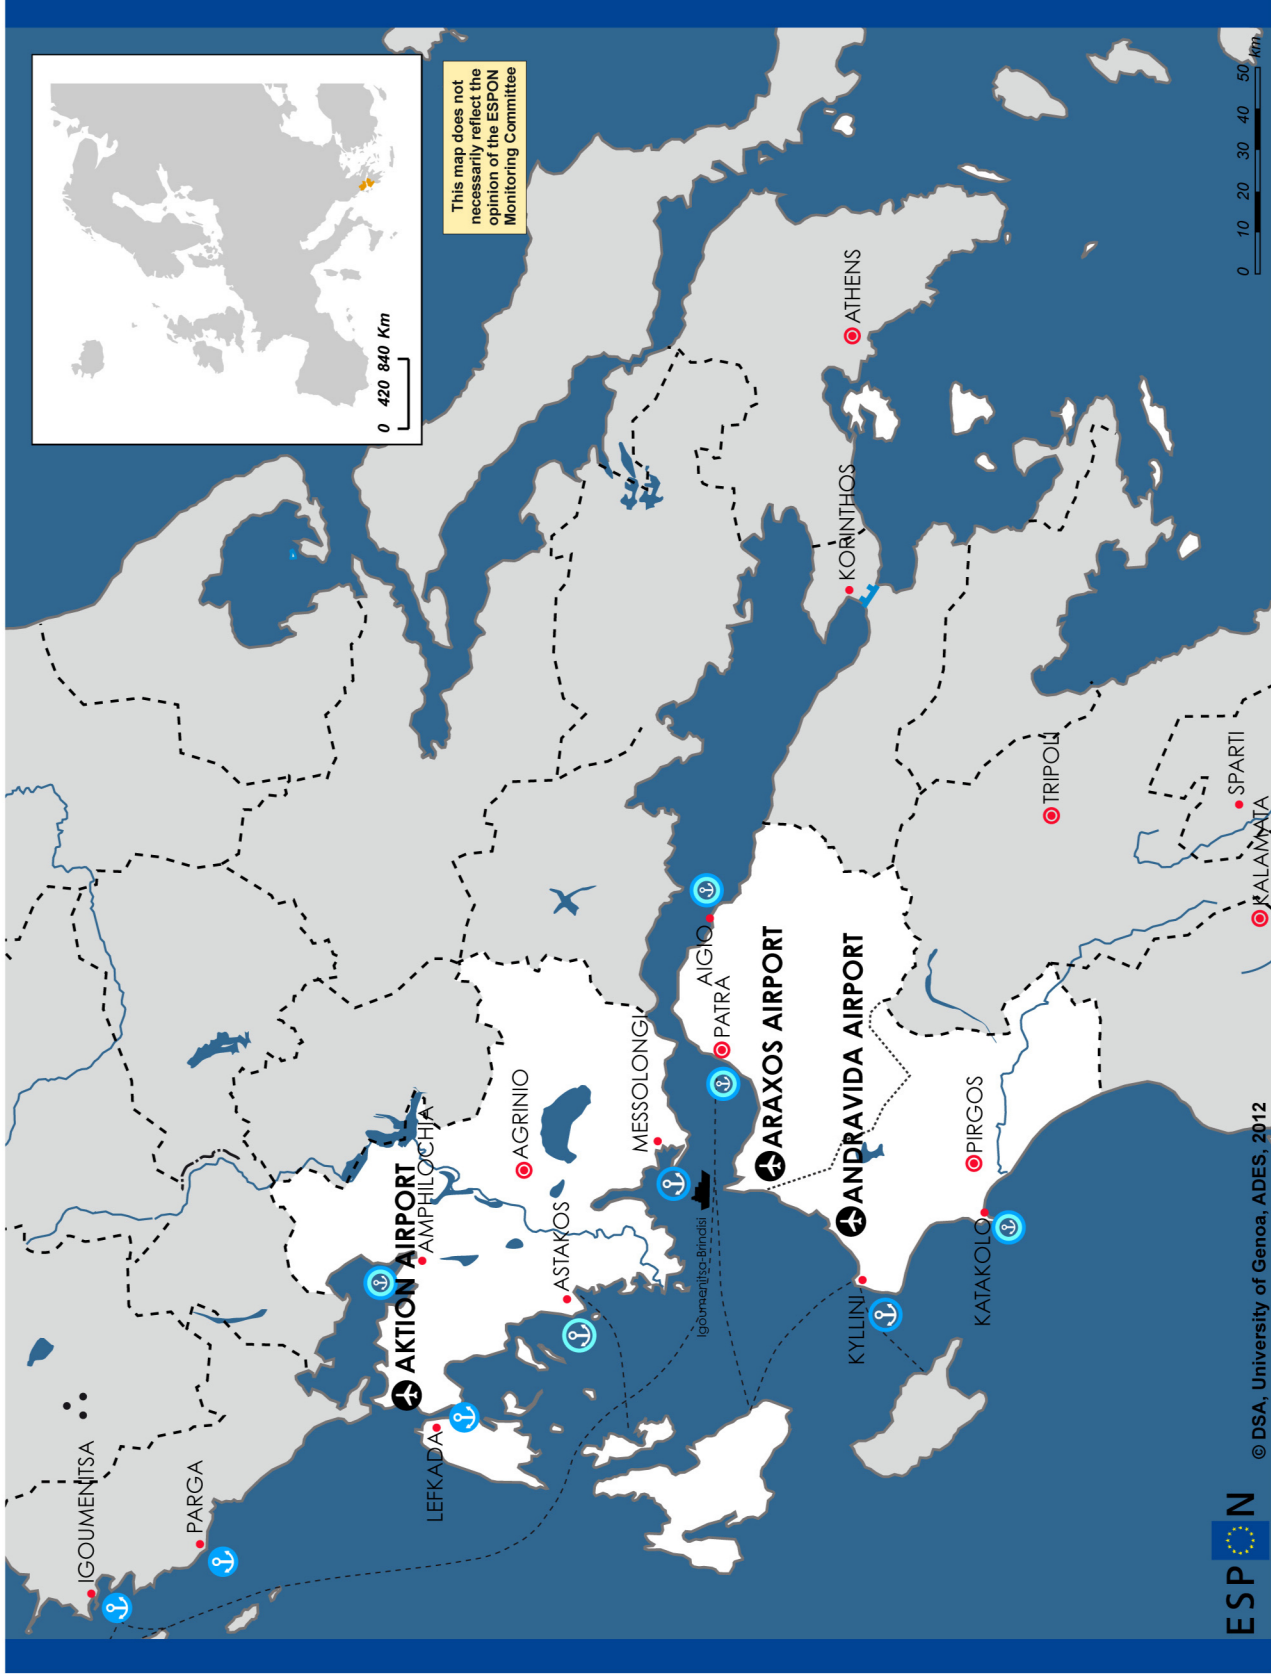 IGOUMENITSA
PARGA
LEFKADA
AKTION AIRPORT
AMPHILOCHIA
AGRINIO
ASTAKOS
MESSOLONGI
Igoumenitsa-Brindisi
PATRA
AIGIO
ARAXOS AIRPORT
ANDRAVIDA AIRPORT
KYLLINI
PIRGOS
KATAKOLO
KORINTHOS
ATHENS
TRIPOLI
SPARTI
KALAMATA
0 420 840 Km
This map does not
necessarily reflect the
opinion of the ESPON
Monitoring Committee
0 10 20 30 40 50 km
ESPON
© DSA, University of Genoa, ADES, 2012